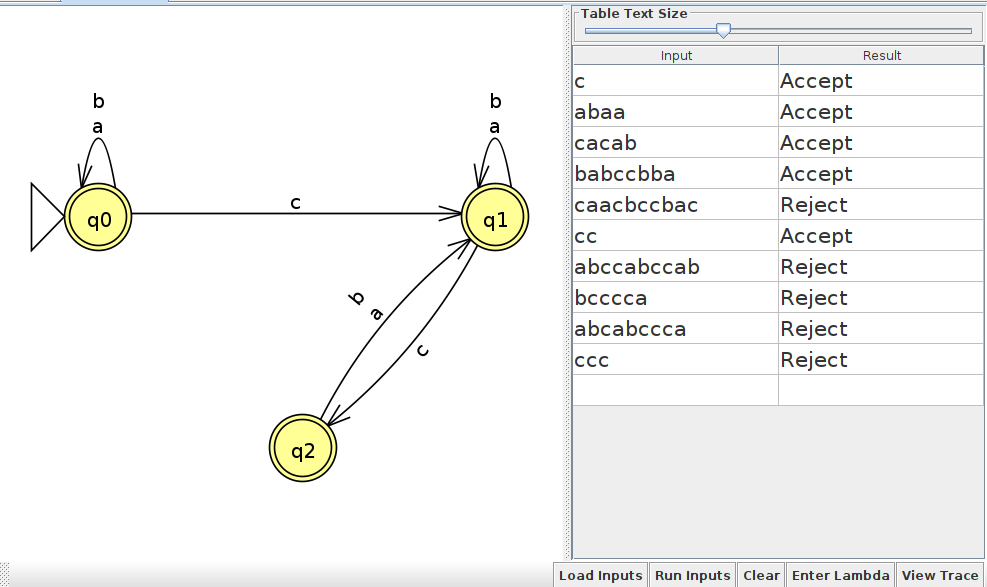 b
a
b
a
q0
c
q1
b
a
c
q2
Table Text Size
Input Result
c Accept
abaa Accept
cacab Accept
babccbba Accept
caacbccbac Reject
cc Accept
abccabccab Reject
bcccca Reject
abcabccca Reject
ccc Reject
Load Inputs Run Inputs Clear Enter Lambda View Trace